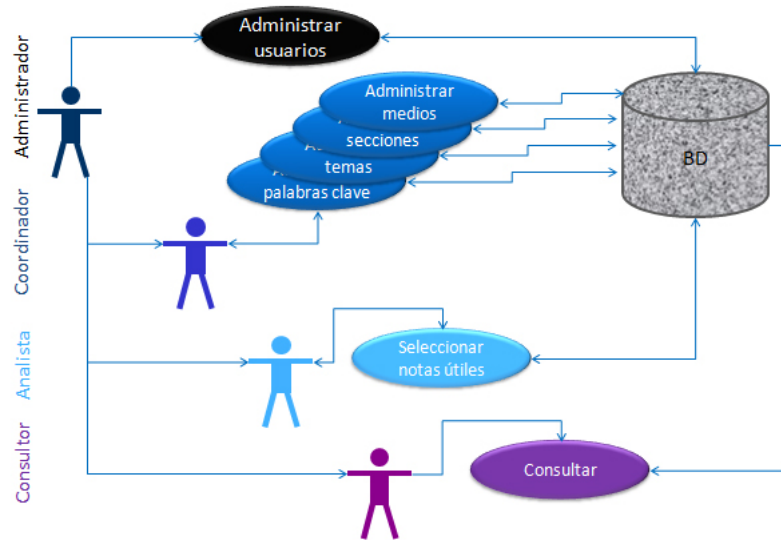 Administrar
usuarios
Administrador
Administrar
medios
secciones
temas
palabras clave
BD
Coordinador
Analista
Seleccionar
notas útiles
Consultor
Consultar